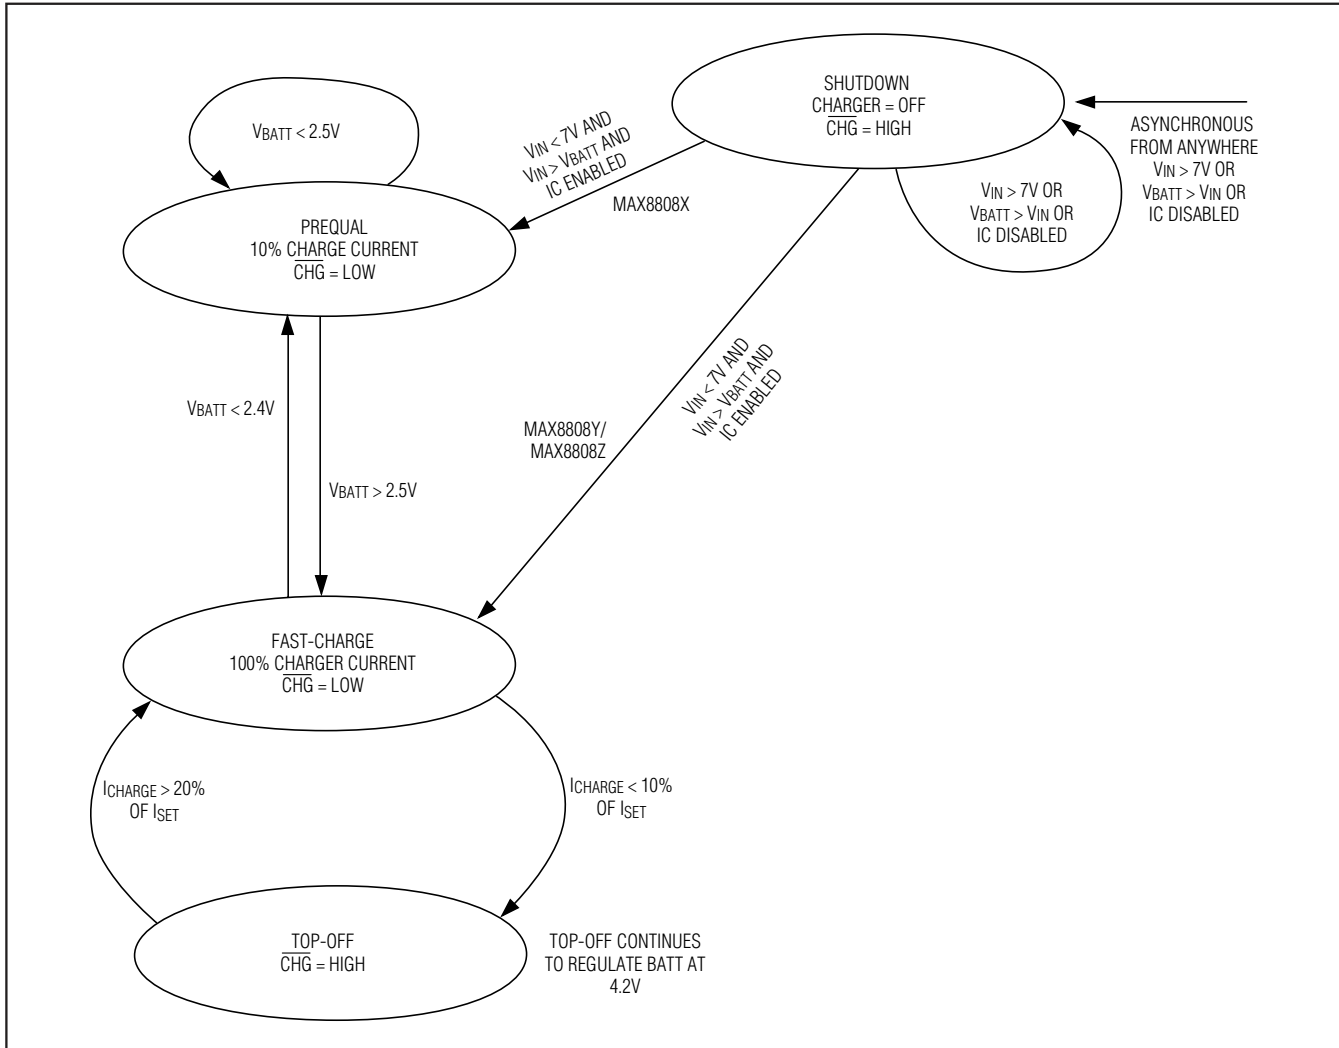 SHUTDOWN
CHARGER = OFF
CHG = HIGH
ASYNCHRONOUS
FROM ANYWHERE
VIN > 7V OR
VBATT > VIN OR
IC DISABLED
VIN > 7V OR
VBATT > VIN OR
IC DISABLED
VBATT < 2.5V
VIN < 7V AND
VIN > VBATT AND
IC ENABLED
MAX8808X
PREQUAL
10% CHARGE CURRENT
CHG = LOW
VIN < 7V AND
VIN > VBATT AND
IC ENABLED
MAX8808Y/
MAX8808Z
VBATT < 2.4V
VBATT > 2.5V
FAST-CHARGE
100% CHARGER CURRENT
CHG = LOW
ICHARGE > 20%
OF ISET
ICHARGE < 10%
OF ISET
TOP-OFF
CHG = HIGH
TOP-OFF CONTINUES
TO REGULATE BATT AT
4.2V